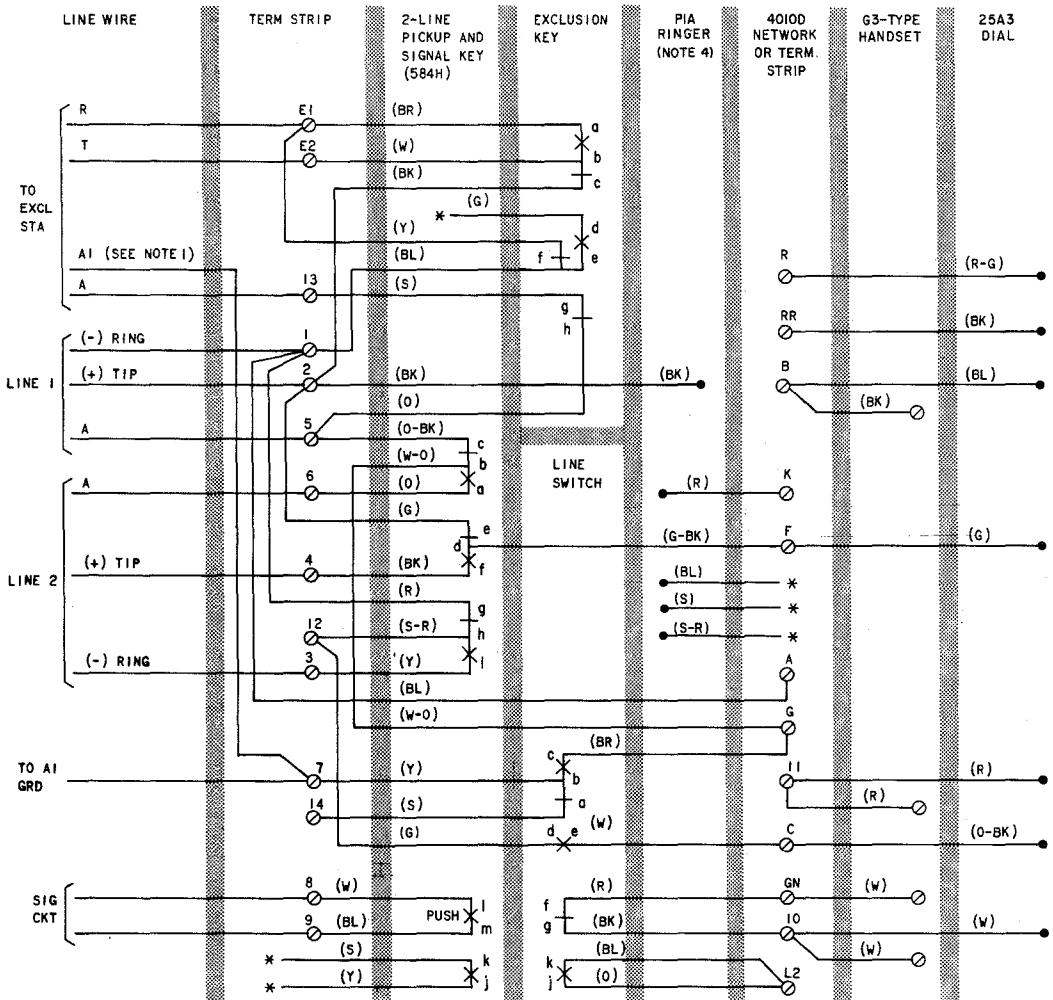 LINE WIRE
TERM STRIP
2-LINE
PICKUP AND
SIGNAL KEY
(584H)
EXCLUSION
KEY
P1A
RINGER
(NOTE 4)
4010D
NETWORK
OR TERM.
STRIP
G3-TYPE
HANDSET
25A3
DIAL
TO
EXCL
STA
R
E1
(BR)
a
T
E2
(W)
b
(BK)
c
* (G)
d
(Y)
f
e
A1 (SEE NOTE 1)
(BL)
R
(R-G)
A
13
(S)
g
h
LINE 1
(-) RING
1
RR
(BK)
(+) TIP
2
(BK)
(BK)
B
(BL)
(BK)
(O)
A
5
(O-BK)
c
(W-O)
b
LINE
SWITCH
LINE 2
A
6
(O)
a
(R)
K
(G)
e
d
(G-BK)
F
(G)
(+) TIP
4
(BK)
f
(BL) *
(R)
g
(S) *
12
(S-R)
h
(S-R) *
(-) RING
3
(Y)
i
A
(BL)
(W-O)
G
(BR)
TO A1
GRD
7
(Y)
c
b
11
(R)
(R)
14
(S)
a
(G)
d e
(W)
C
(O-BK)
SIG
CKT
8
(W)
l
f
(R)
GN
(W)
PUSH
9
(BL)
m
g
(BK)
10
(W)
(W)
* (S)
k
k
(BL)
* (Y)
j
j
(O)
L2